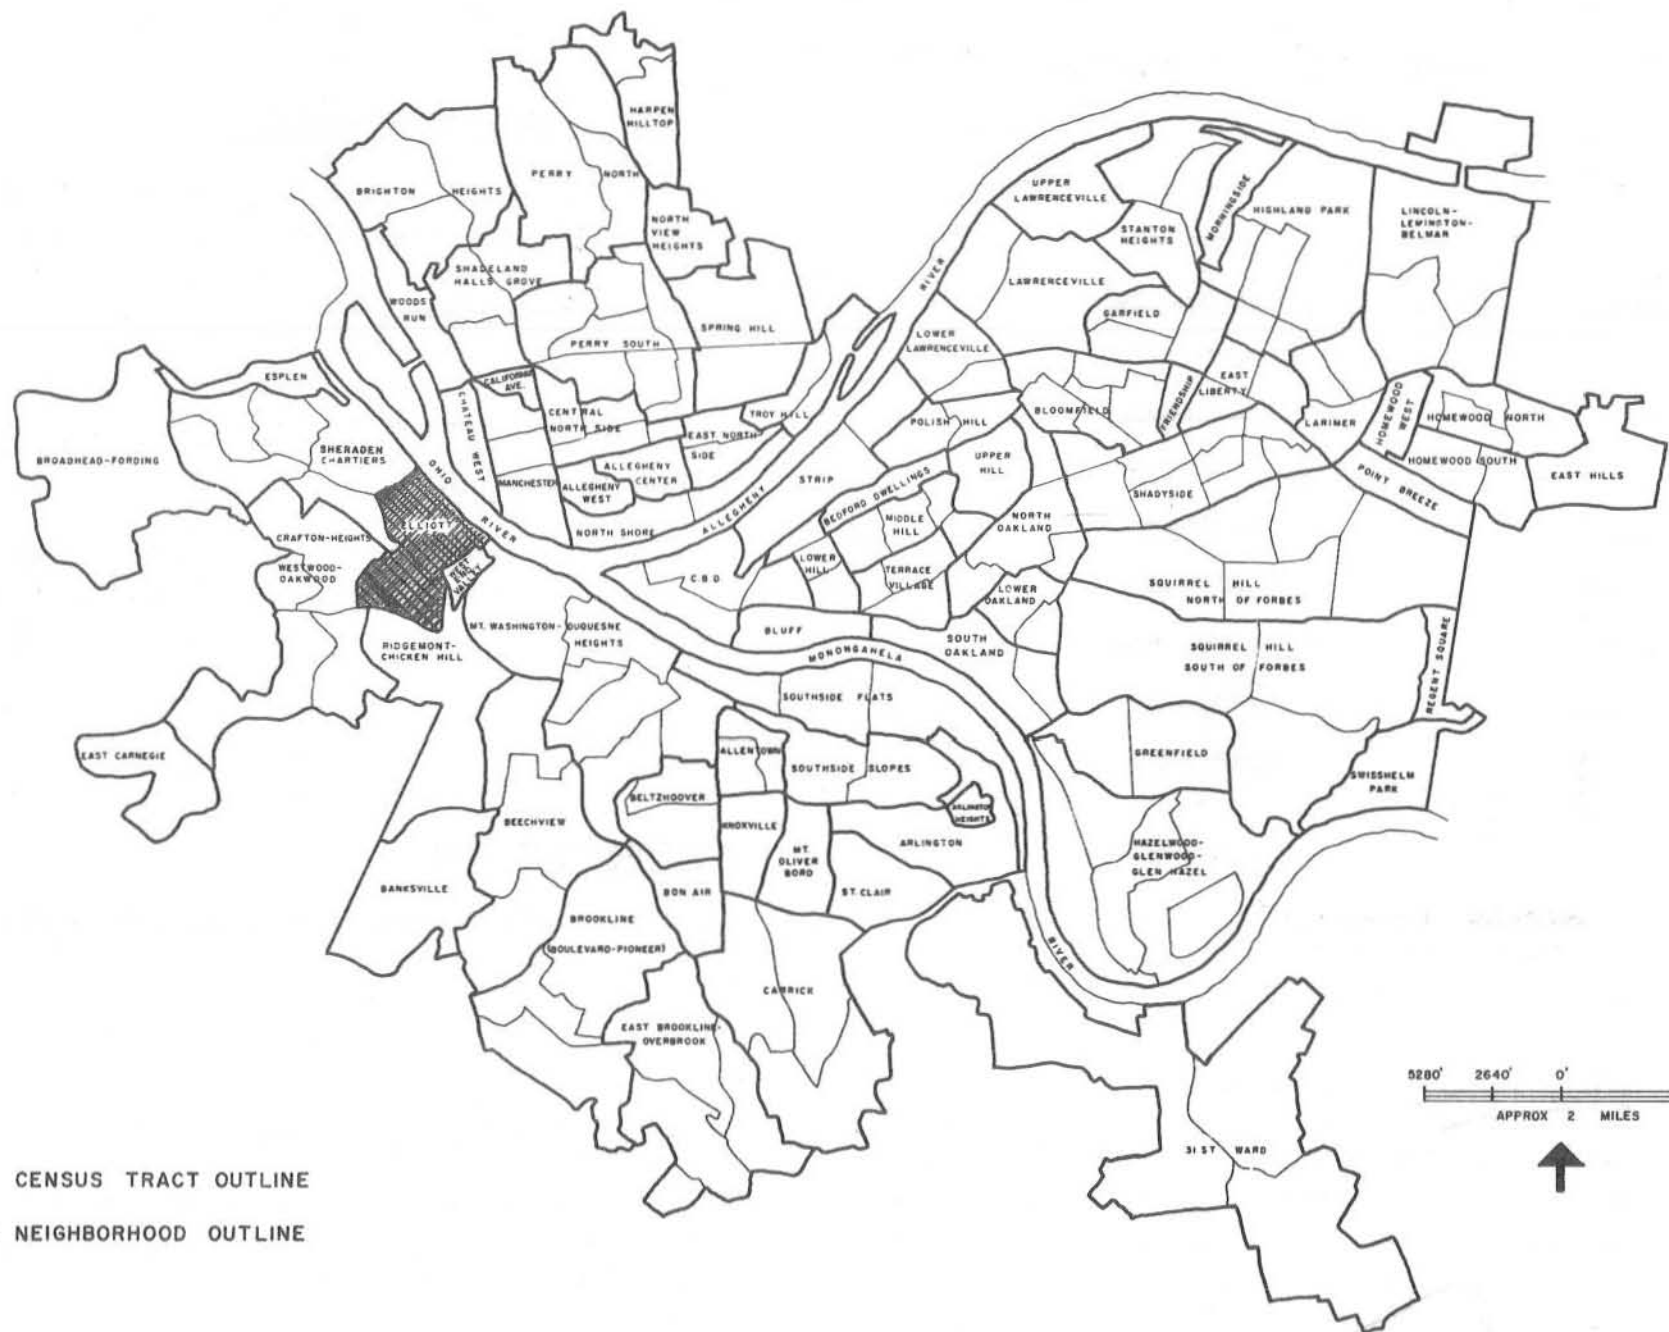 HARPEN
HILLTOP
PERRY NORTH
BRIGHTON HEIGHTS
NORTH
VIEW
HEIGHTS
SHADELAND
HALLS GROVE
WOODS
RUN
SPRING HILL
PERRY SOUTH
UPPER
LAWRENCEVILLE
STANTON
HEIGHTS
MORNINGSIDE
HIGHLAND PARK
LINCOLN-
LEMINGTON-
BELMAR
LAWRENCEVILLE
GARFIELD
LOWER
LAWRENCEVILLE
RIVER
ESPLEN
CALIFORNIA
AVE.
CHATEAU WEST
CENTRAL
NORTH SIDE
TROY HILL
EAST NORTH
SIDE
ALLEGHENY
CENTER
MANCHESTER
ALLEGHENY
WEST
NORTH SHORE
ALLEGHENY
STRIP
POLISH HILL
BLOOMFIELD
FRIENDSHIP
EAST
LIBERTY
LARIMER
HOMEWOOD
WEST
HOMEWOOD NORTH
HOMEWOOD SOUTH
EAST HILLS
POINT BREEZE
BROADHEAD-FORDING
SHERADEN
CHARTIERS
OHIO
RIVER
ELLIOTT
CRAFTON-HEIGHTS
WESTWOOD-
OAKWOOD
WEST
END
VALLEY
UPPER
HILL
BEDFORD DWELLINGS
MIDDLE
HILL
LOWER
HILL
TERRACE
VILLAGE
NORTH
OAKLAND
SHADYSIDE
C.B.D.
LOWER
OAKLAND
SQUIRREL HILL
NORTH OF FORBES
MT. WASHINGTON-DUQUESNE
HEIGHTS
RIDGEMONT-
CHICKEN HILL
BLUFF
SOUTH
OAKLAND
MONONGAHELA
SQUIRREL HILL
SOUTH OF FORBES
REGENT SQUARE
SOUTHSIDE FLATS
EAST CARNEGIE
ALLENTOWN
SOUTHSIDE SLOPES
GREENFIELD
SWISSHELM
PARK
BELTZHOOVER
BEECHVIEW
KNOXVILLE
ARLINGTON
HEIGHTS
ARLINGTON
MT.
OLIVER
BORO
HAZELWOOD-
GLENWOOD-
GLEN HAZEL
BANKSVILLE
BON AIR
ST. CLAIR
BROOKLINE
(BOULEVARD-PIONEER)
RIVER
CARRICK
EAST BROOKLINE-
OVERBROOK
5280' 2640' 0'
APPROX 2 MILES
31 ST WARD
CENSUS TRACT OUTLINE
NEIGHBORHOOD OUTLINE